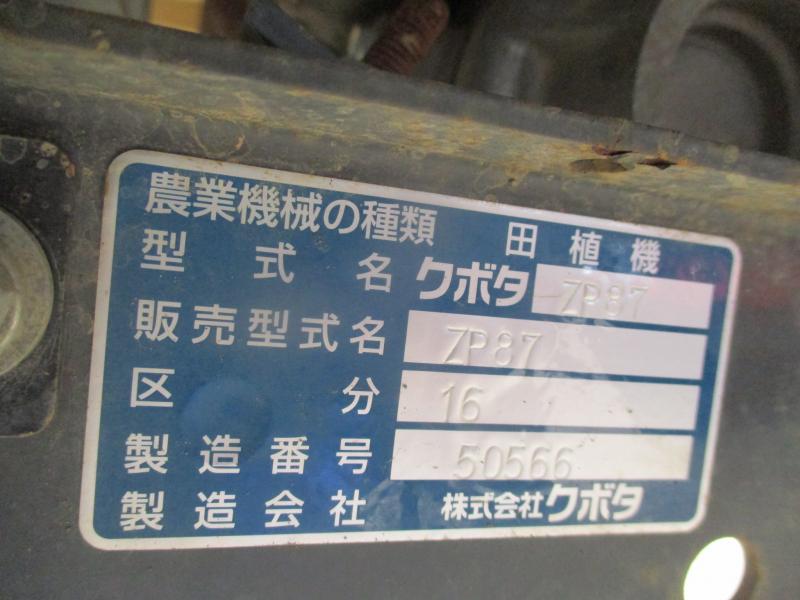 農業機械の種類 田植機
型式名 クボタ ZP87
販売型式名 ZP87
区分 16
製造番号 50566
製造会社 株式会社クボタ